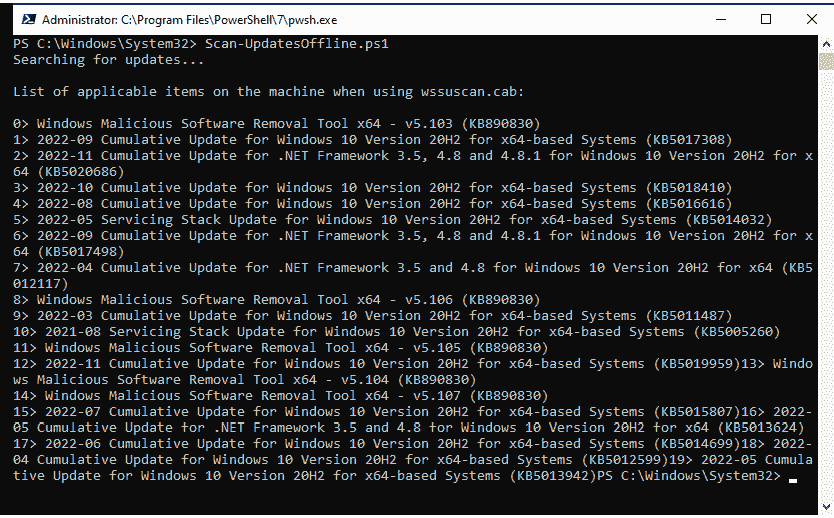 Administrator: C:\Program Files\PowerShell\7\pwsh.exe
PS C:\Windows\System32> Scan-UpdatesOffline.ps1
Searching for updates...
List of applicable items on the machine when using wssuscan.cab:
0> Windows Malicious Software Removal Tool x64 - v5.103 (KB890830)
1> 2022-09 Cumulative Update for Windows 10 Version 20H2 for x64-based Systems (KB5017308)
2> 2022-11 Cumulative Update for .NET Framework 3.5, 4.8 and 4.8.1 for Windows 10 Version 20H2 for x
64 (KB5020686)
3> 2022-10 Cumulative Update for Windows 10 Version 20H2 for x64-based Systems (KB5018410)
4> 2022-08 Cumulative Update for Windows 10 Version 20H2 for x64-based Systems (KB5016616)
5> 2022-05 Servicing Stack Update for Windows 10 Version 20H2 for x64-based Systems (KB5014032)
6> 2022-09 Cumulative Update for .NET Framework 3.5, 4.8 and 4.8.1 for Windows 10 Version 20H2 for x
64 (KB5017498)
7> 2022-04 Cumulative Update for .NET Framework 3.5 and 4.8 for Windows 10 Version 20H2 for x64 (KB5
012117)
8> Windows Malicious Software Removal Tool x64 - v5.106 (KB890830)
9> 2022-03 Cumulative Update for Windows 10 Version 20H2 for x64-based Systems (KB5011487)
10> 2021-08 Servicing Stack Update for Windows 10 Version 20H2 for x64-based Systems (KB5005260)
11> Windows Malicious Software Removal Tool x64 - v5.105 (KB890830)
12> 2022-11 Cumulative Update for Windows 10 Version 20H2 for x64-based Systems (KB5019959)13> Windo
ws Malicious Software Removal Tool x64 - v5.104 (KB890830)
14> Windows Malicious Software Removal Tool x64 - v5.107 (KB890830)
15> 2022-07 Cumulative Update for Windows 10 Version 20H2 for x64-based Systems (KB5015807)16> 2022-
05 Cumulative Update for .NET Framework 3.5 and 4.8 for Windows 10 Version 20H2 for x64 (KB5013624)
17> 2022-06 Cumulative Update for Windows 10 Version 20H2 for x64-based Systems (KB5014699)18> 2022-
04 Cumulative Update for Windows 10 Version 20H2 for x64-based Systems (KB5012599)19> 2022-05 Cumula
tive Update for Windows 10 Version 20H2 for x64-based Systems (KB5013942)PS C:\Windows\System32>